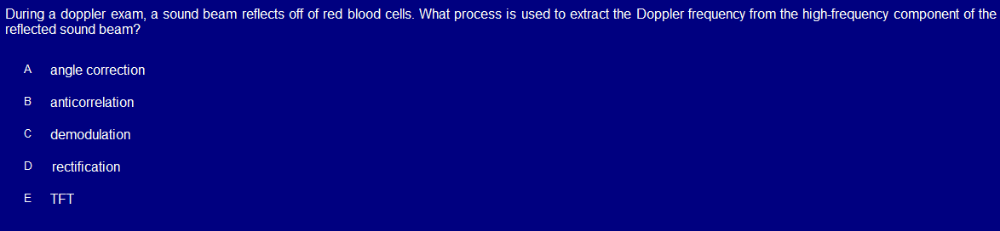 During a doppler exam, a sound beam reflects off of red blood cells. What process is used to extract the Doppler frequency from the high-frequency component of the
reflected sound beam?
A angle correction
B anticorrelation
C demodulation
D rectification
E TFT